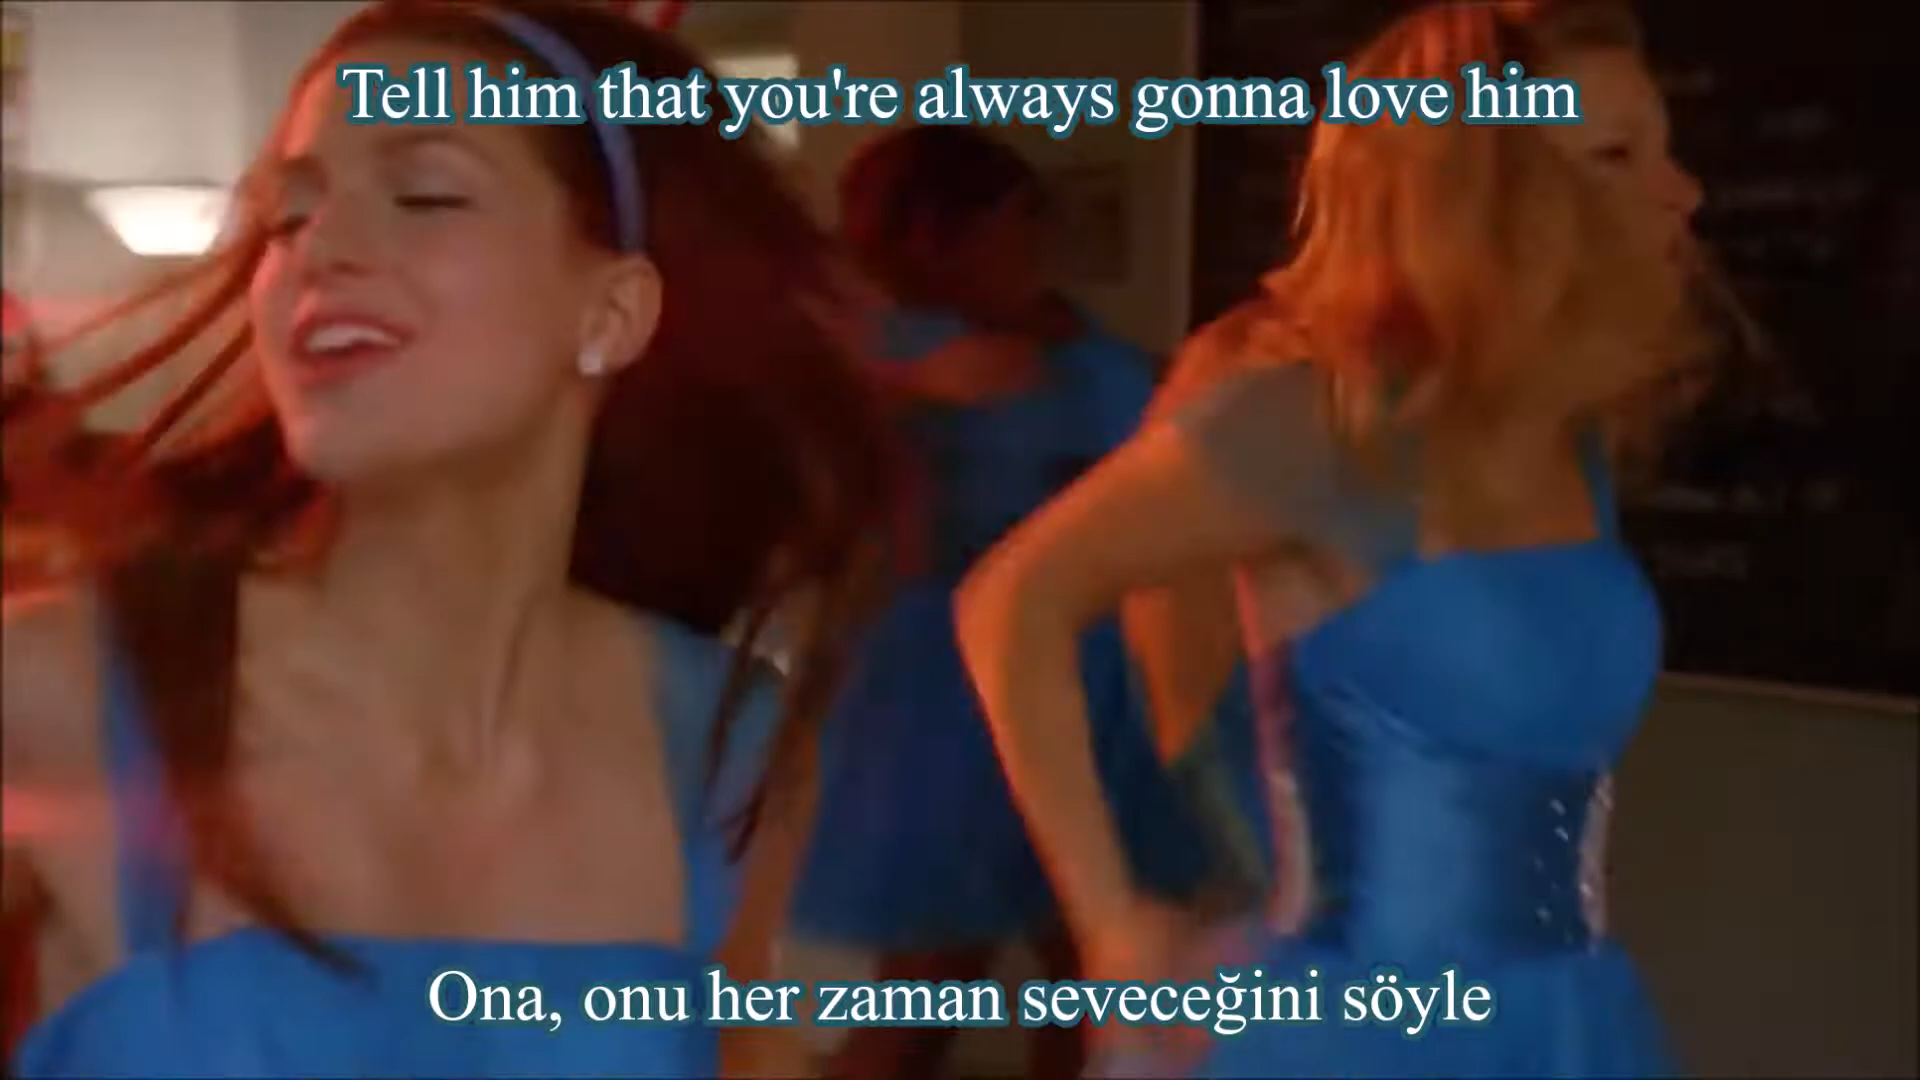 Tell him that you're always gonna love him
Ona, onu her zaman seveceğini söyle